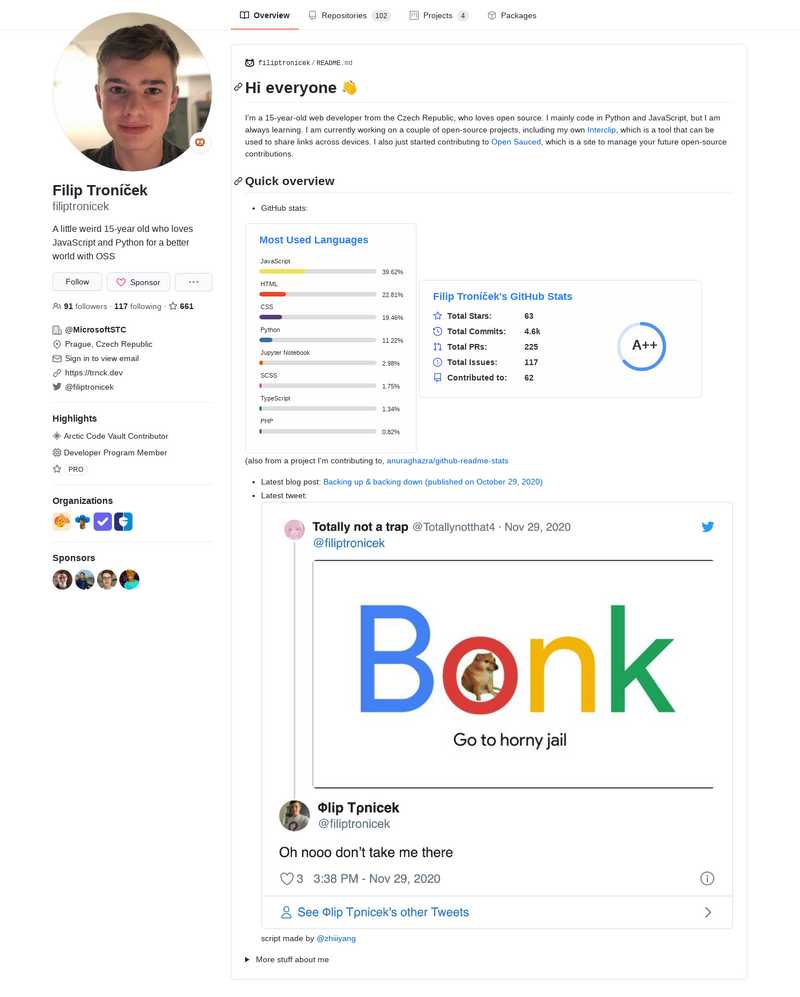 Overview
Repositories 102
Projects 4
Packages
Filip Troníček
filiptronicek
A little weird 15-year old who loves
JavaScript and Python for a better
world with OSS
Follow
Sponsor
···
91 followers · 117 following · 661
@MicrosoftSTC
Prague, Czech Republic
Sign in to view email
https://trnck.dev
@filiptronicek
Highlights
Arctic Code Vault Contributor
Developer Program Member
PRO
Organizations
Sponsors
filiptronicek / README.md
Hi everyone 👋
I'm a 15-year-old web developer from the Czech Republic, who loves open source. I mainly code in Python and JavaScript, but I am
always learning. I am currently working on a couple of open-source projects, including my own Interclip, which is a tool that can be
used to share links across devices. I also just started contributing to Open Sauced, which is a site to manage your future open-source
contributions.
Quick overview
• GitHub stats:
Most Used Languages
JavaScript
39.62%
HTML
22.81%
CSS
19.46%
Python
11.22%
Jupyter Notebook
2.98%
SCSS
1.75%
TypeScript
1.34%
PHP
0.82%
Filip Troníček's GitHub Stats
Total Stars: 63
Total Commits: 4.6k
Total PRs: 225
Total Issues: 117
Contributed to: 62
A++
(also from a project I'm contributing to, anuraghazra/github-readme-stats
• Latest blog post: Backing up & backing down (published on October 29, 2020)
• Latest tweet:
Totally not a trap @Totallynotthat4 · Nov 29, 2020
@filiptronicek
Bonk
Go to horny jail
Φlip Tρnicek
@filiptronicek
Oh nooo don't take me there
3 3:38 PM - Nov 29, 2020
See Φlip Tρnicek's other Tweets
script made by @zhiiiyang
More stuff about me